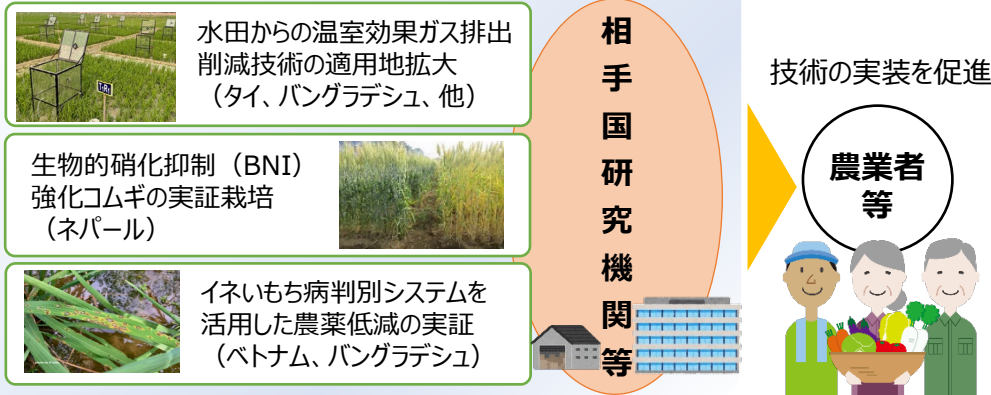 水田からの温室効果ガス排出
削減技術の適用地拡大
（タイ、バングラデシュ、他）
生物的硝化抑制（BNI）
強化コムギの実証栽培
（ネパール）
イネいもち病判別システムを
活用した農薬低減の実証
（ベトナム、バングラデシュ）
相手国研究機関等
技術の実装を促進
農業者
等